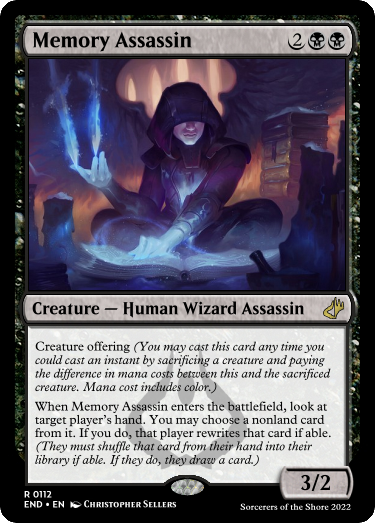 Memory Assassin 2
Creature — Human Wizard Assassin
Creature offering (You may cast this card any time you
could cast an instant by sacrificing a creature and paying
the difference in mana costs between this and the sacrificed
creature. Mana cost includes color.)
When Memory Assassin enters the battlefield, look at
target player's hand. You may choose a nonland card
from it. If you do, that player rewrites that card if able.
(They must shuffle that card from their hand into their
library if able. If they do, they draw a card.)
3/2
R 0112
END • EN Christopher Sellers
Sorcerers of the Shore 2022